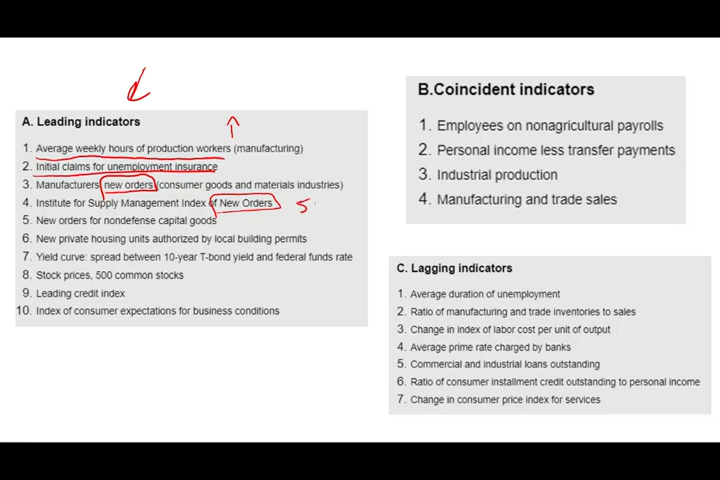 A. Leading indicators
1. Average weekly hours of production workers (manufacturing)
2. Initial claims for unemployment insurance
3. Manufacturers new orders (consumer goods and materials industries)
4. Institute for Supply Management Index of New Orders
5
5. New orders for nondefense capital goods
6. New private housing units authorized by local building permits
7. Yield curve: spread between 10-year T-bond yield and federal funds rate
8. Stock prices, 500 common stocks
9. Leading credit index
10. Index of consumer expectations for business conditions
B.Coincident indicators
1. Employees on nonagricultural payrolls
2. Personal income less transfer payments
3. Industrial production
4. Manufacturing and trade sales
C. Lagging indicators
1. Average duration of unemployment
2. Ratio of manufacturing and trade inventories to sales
3. Change in index of labor cost per unit of output
4. Average prime rate charged by banks
5. Commercial and industrial loans outstanding
6. Ratio of consumer installment credit outstanding to personal income
7. Change in consumer price index for services